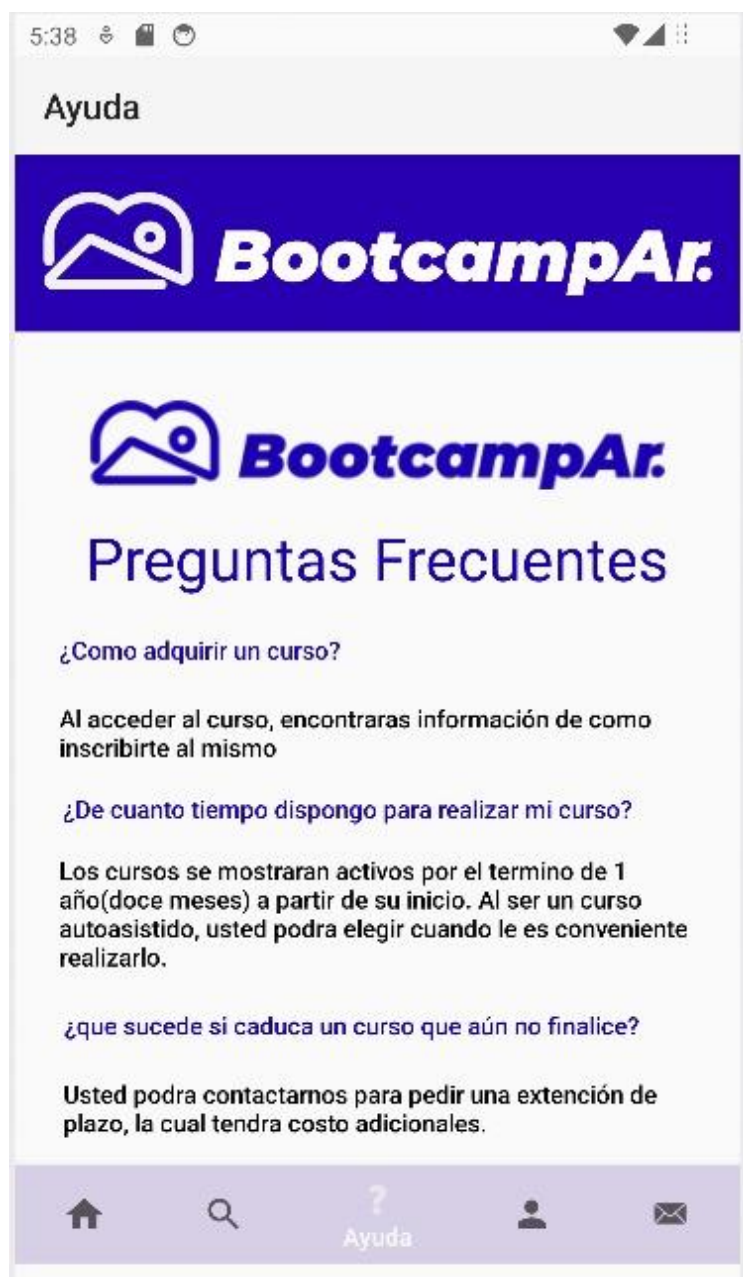 5:38
Ayuda
BootcampAr.
BootcampAr.
Preguntas Frecuentes
¿Como adquirir un curso?
Al acceder al curso, encontraras información de como
inscribirte al mismo
¿De cuanto tiempo dispongo para realizar mi curso?
Los cursos se mostraran activos por el termino de 1
año(doce meses) a partir de su inicio. Al ser un curso
autoasistido, usted podra elegir cuando le es conveniente
realizarlo.
¿que sucede si caduca un curso que aún no finalice?
Usted podra contactarnos para pedir una extención de
plazo, la cual tendra costo adicionales.
?
Ayuda